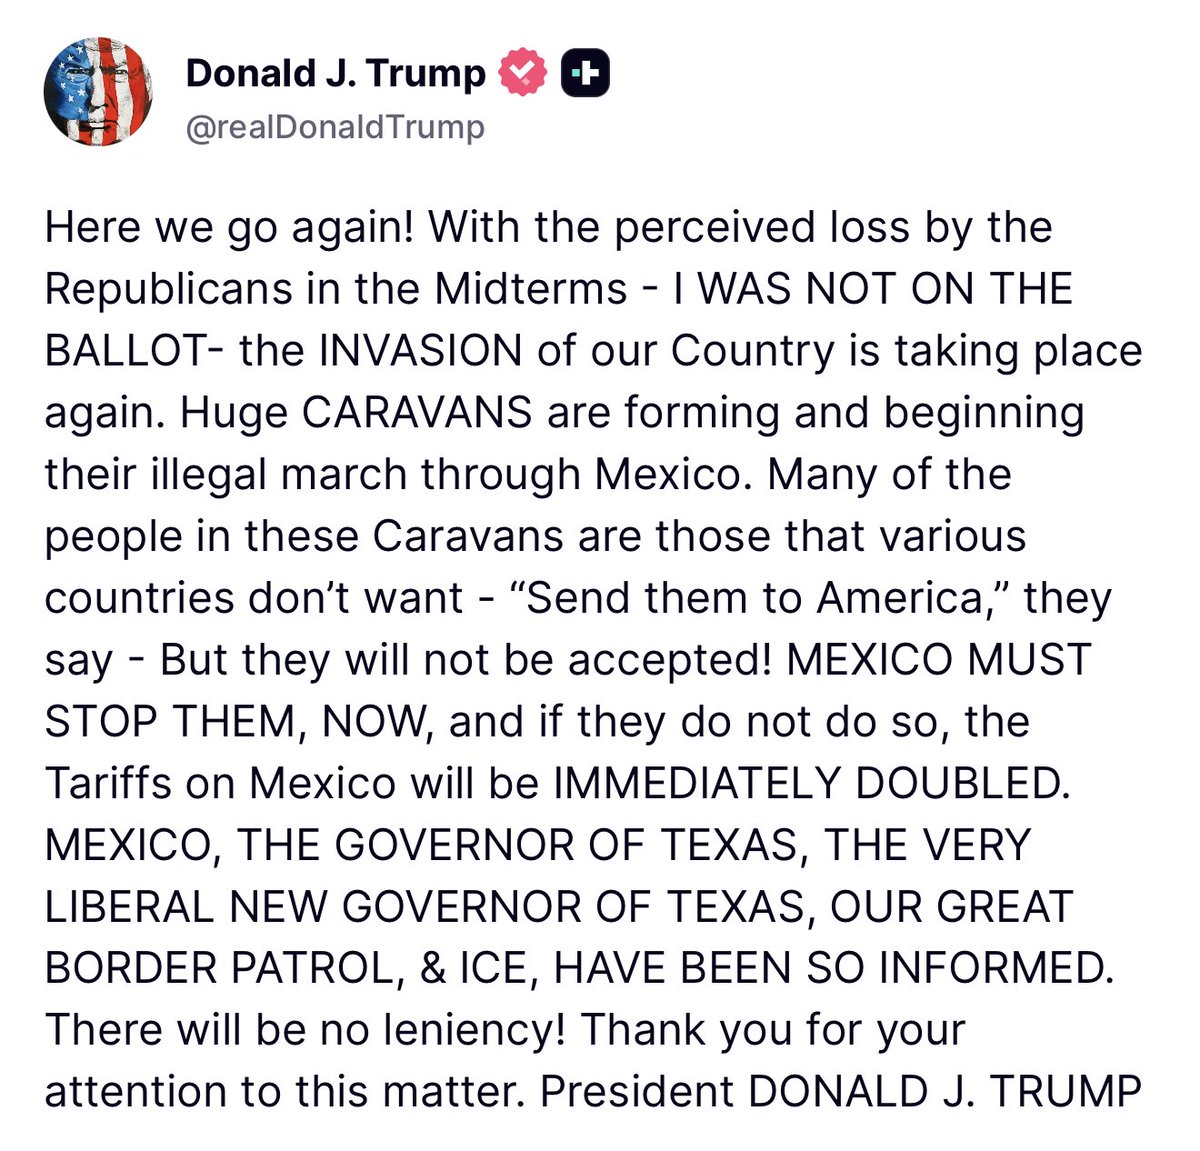 Donald J. Trump
@realDonaldTrump
Here we go again! With the perceived loss by the
Republicans in the Midterms - I WAS NOT ON THE
BALLOT- the INVASION of our Country is taking place
again. Huge CARAVANS are forming and beginning
their illegal march through Mexico. Many of the
people in these Caravans are those that various
countries don’t want - “Send them to America,” they
say - But they will not be accepted! MEXICO MUST
STOP THEM, NOW, and if they do not do so, the
Tariffs on Mexico will be IMMEDIATELY DOUBLED.
MEXICO, THE GOVERNOR OF TEXAS, THE VERY
LIBERAL NEW GOVERNOR OF TEXAS, OUR GREAT
BORDER PATROL, & ICE, HAVE BEEN SO INFORMED.
There will be no leniency! Thank you for your
attention to this matter. President DONALD J. TRUMP